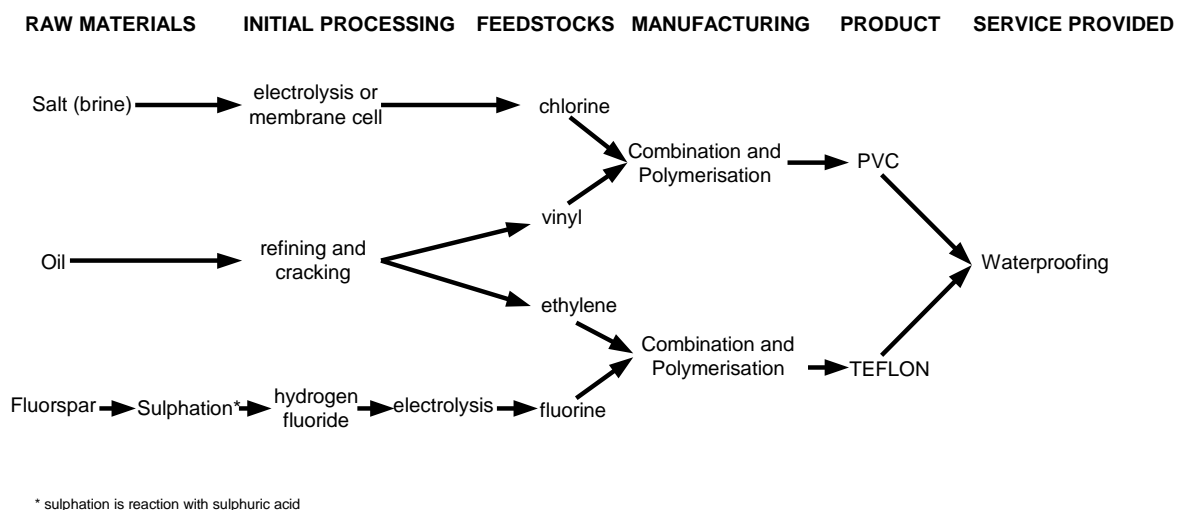 RAW MATERIALS INITIAL PROCESSING FEEDSTOCKS MANUFACTURING PRODUCT SERVICE PROVIDED
Salt (brine)
electrolysis or
membrane cell
chlorine
Combination and
Polymerisation
PVC
vinyl
Oil
refining and
cracking
Waterproofing
ethylene
Combination and
Polymerisation
TEFLON
Fluorspar
Sulphation*
hydrogen
fluoride
electrolysis
fluorine
* sulphation is reaction with sulphuric acid